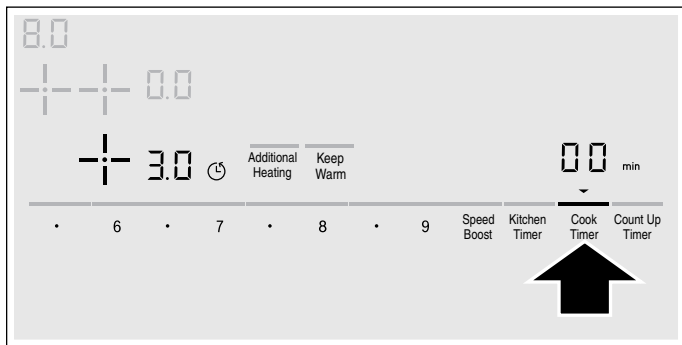 8.0
0.0
3.0 Additional Heating Keep Warm 00 min
· 6 · 7 · 8 · 9 Speed Boost Kitchen Timer Cook Timer Count Up Timer